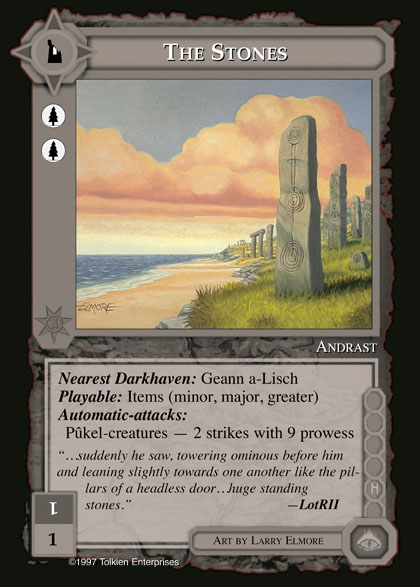 The Stones
ELMORE
Andrast
Nearest Darkhaven: Geann a-Lisch
Playable: Items (minor, major, greater)
Automatic-attacks:
Pûkel-creatures — 2 strikes with 9 prowess
“…suddenly he saw, towering ominous before him
and leaning slightly towards one another like the pil-
lars of a headless door…Huge standing
stones.” —LotRII
H
1
1
Art by Larry Elmore
©1997 Tolkien Enterprises